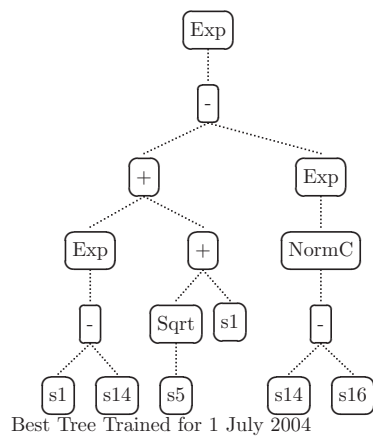 Exp
-
+ Exp
Exp + NormC
- Sqrt s1 -
s1 s14 s5 s14 s16
Best Tree Trained for 1 July 2004